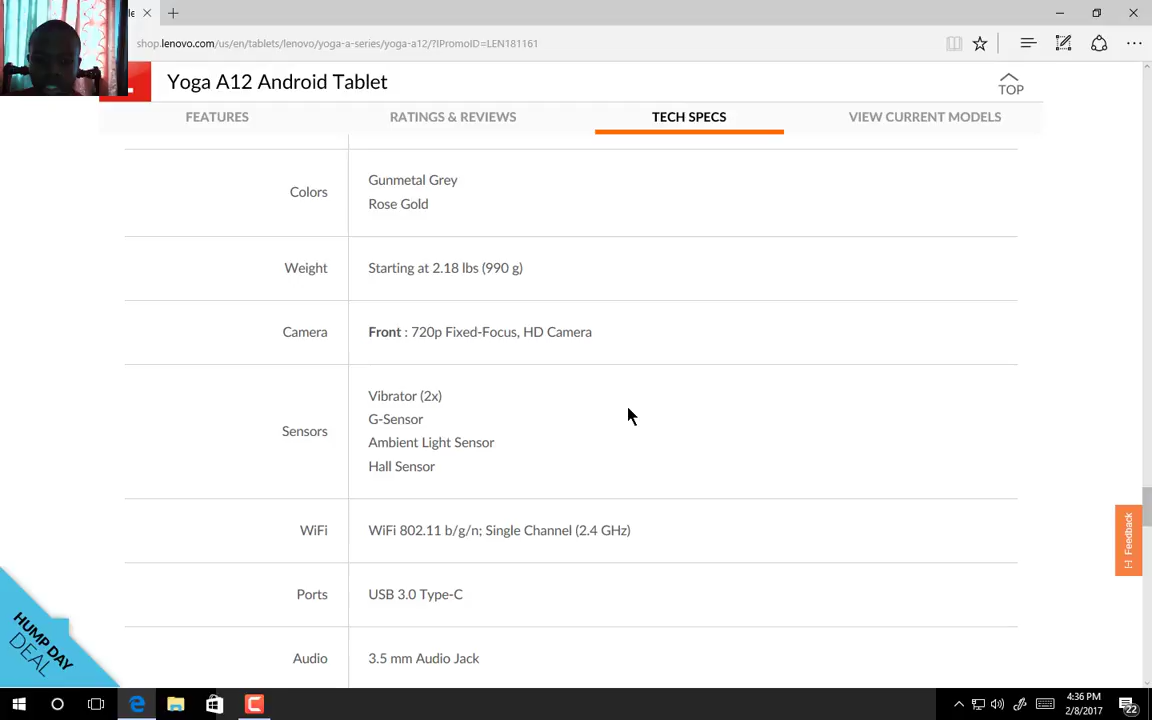 le
shop.lenovo.com/us/en/tablets/lenovo/yoga-a-series/yoga-a12/?IPromoID=LEN181161
Yoga A12 Android Tablet
TOP
FEATURES
RATINGS & REVIEWS
TECH SPECS
VIEW CURRENT MODELS
Colors
Gunmetal Grey
Rose Gold
Weight
Starting at 2.18 lbs (990 g)
Camera
Front : 720p Fixed-Focus, HD Camera
Sensors
Vibrator (2x)
G-Sensor
Ambient Light Sensor
Hall Sensor
WiFi
WiFi 802.11 b/g/n; Single Channel (2.4 GHz)
Ports
USB 3.0 Type-C
Audio
3.5 mm Audio Jack
Feedback
HUMP DAY
DEAL
4:36 PM
2/8/2017
22